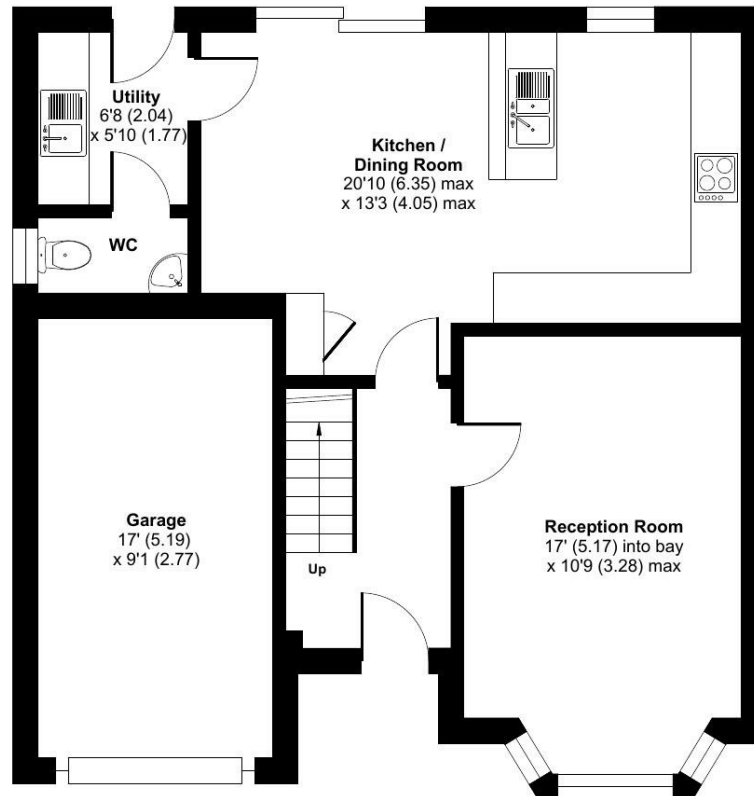 Utility
6'8 (2.04)
x 5'10 (1.77)
Kitchen /
Dining Room
20'10 (6.35) max
x 13'3 (4.05) max
WC
Garage
17' (5.19)
x 9'1 (2.77)
Up
Reception Room
17' (5.17) into bay
x 10'9 (3.28) max